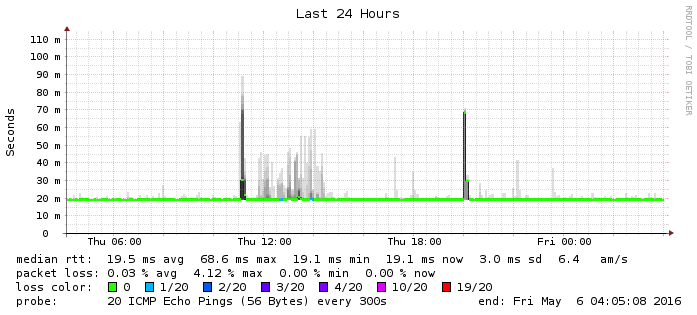 Last 24 Hours
RRDTOOL / TOBI OETIKER
Seconds
110 m
100 m
90 m
80 m
70 m
60 m
50 m
40 m
30 m
20 m
10 m
0
Thu 06:00 Thu 12:00 Thu 18:00 Fri 00:00
median rtt: 19.5 ms avg 68.6 ms max 19.1 ms min 19.1 ms now 3.0 ms sd 6.4 am/s
packet loss: 0.03 % avg 4.12 % max 0.00 % min 0.00 % now
loss color: 0 1/20 2/20 3/20 4/20 10/20 19/20
probe: 20 ICMP Echo Pings (56 Bytes) every 300s end: Fri May 6 04:05:08 2016